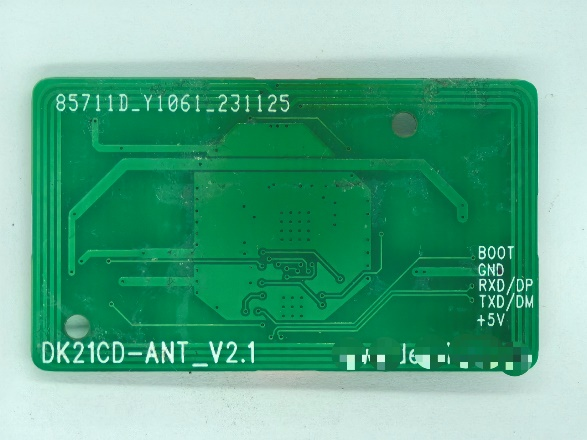 85711D_Y1061_231125
BOOT
GND
RXD/DP
TXD/DM
+5V
DK21CD-ANT_V2.1